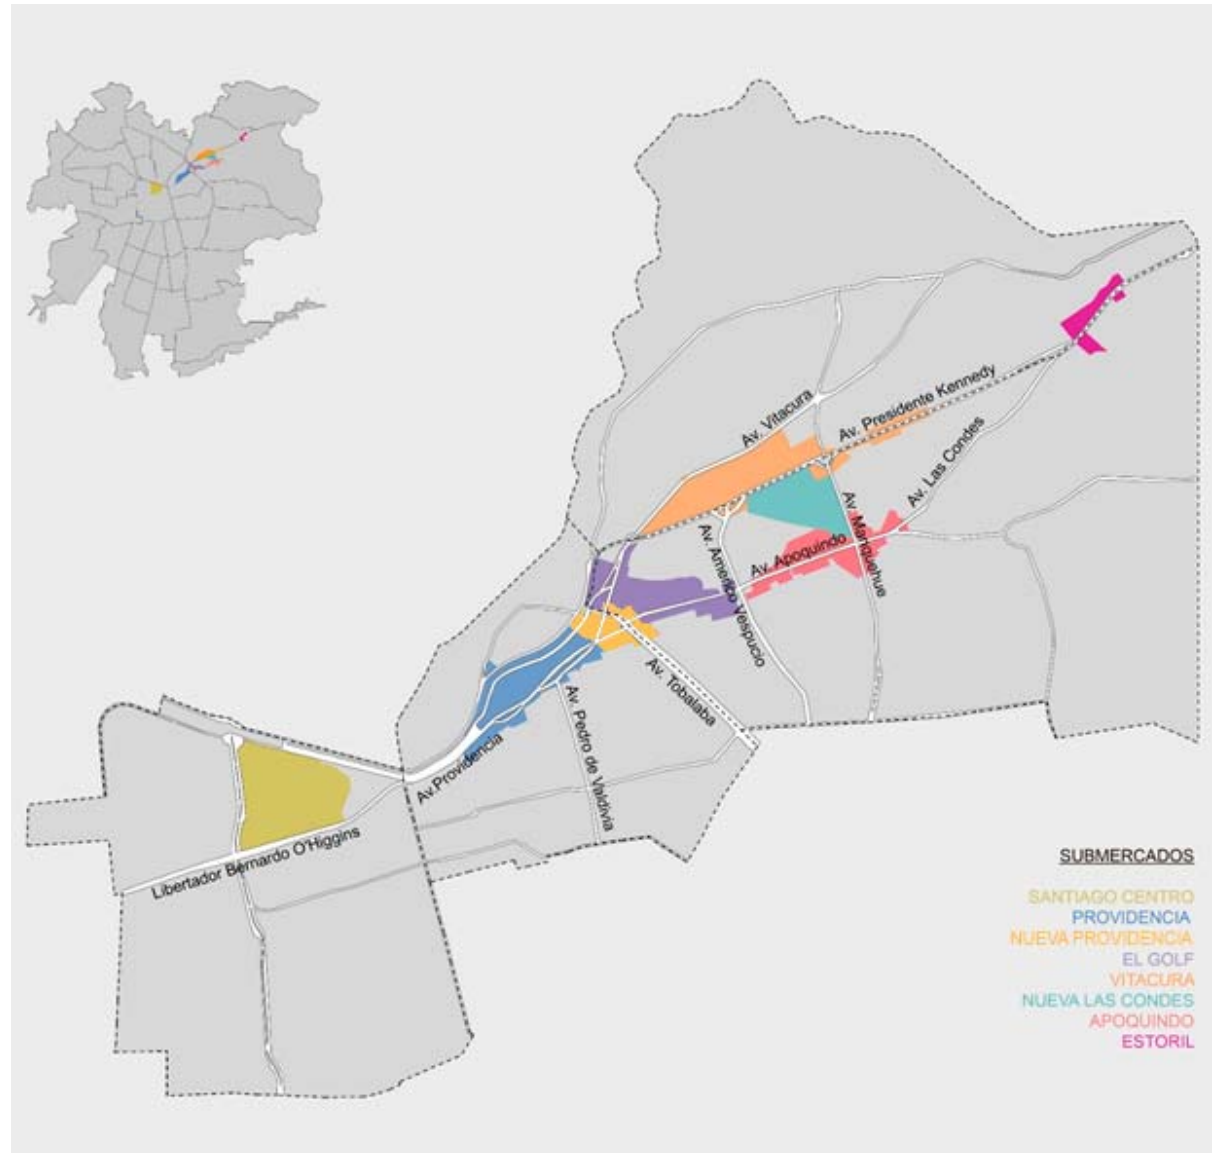 Av. Vitacura
Av. Presidente Kennedy
Av. Las Condes
Av. Manquehue
Av. Apoquindo
Av. Americo Vespucio
Av. Tobalaba
Av. Pedro de Valdivia
Av.Providencia
Libertador Bernardo O'Higgins
SUBMERCADOS
SANTIAGO CENTRO
PROVIDENCIA
NUEVA PROVIDENCIA
EL GOLF
VITACURA
NUEVA LAS CONDES
APOQUINDO
ESTORIL